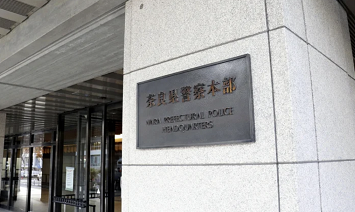 奈良県警察本部
NARA PREFECTURAL POLICE
HEADQUARTERS